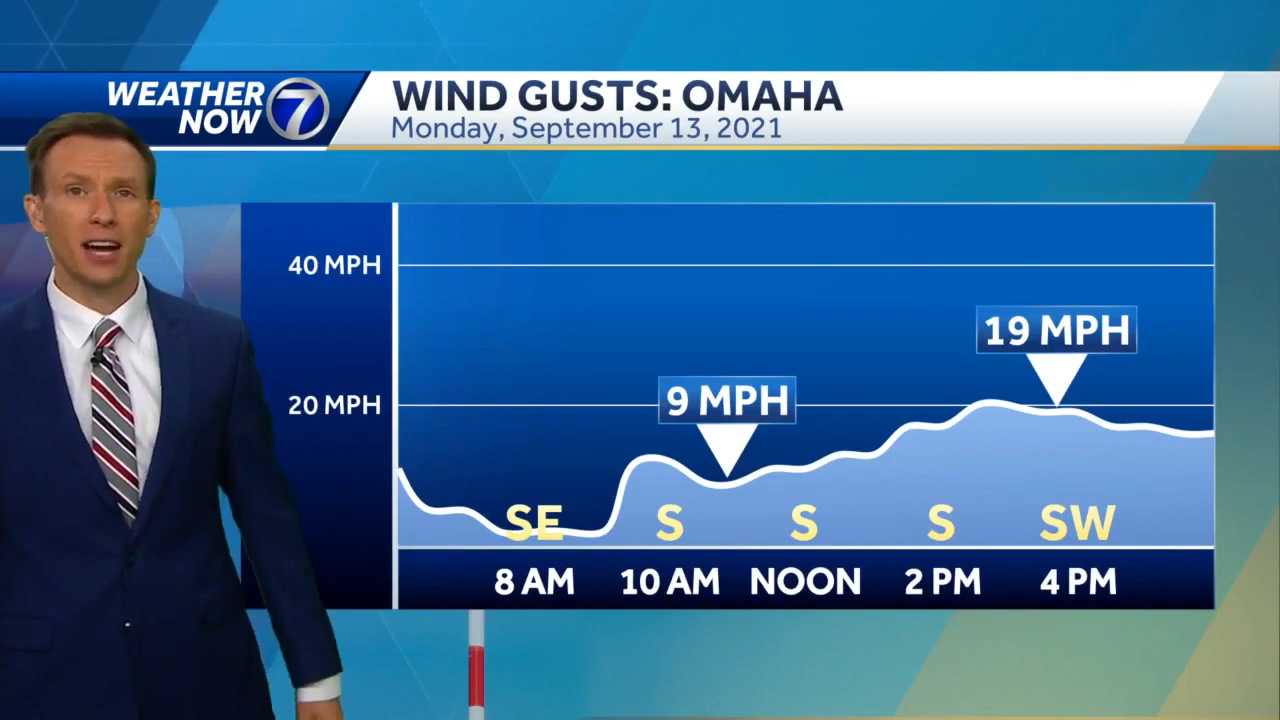 WEATHER
NOW 7
WIND GUSTS: OMAHA
Monday, September 13, 2021
40 MPH
20 MPH
9 MPH
19 MPH
SE S S S SW
8 AM 10 AM NOON 2 PM 4 PM